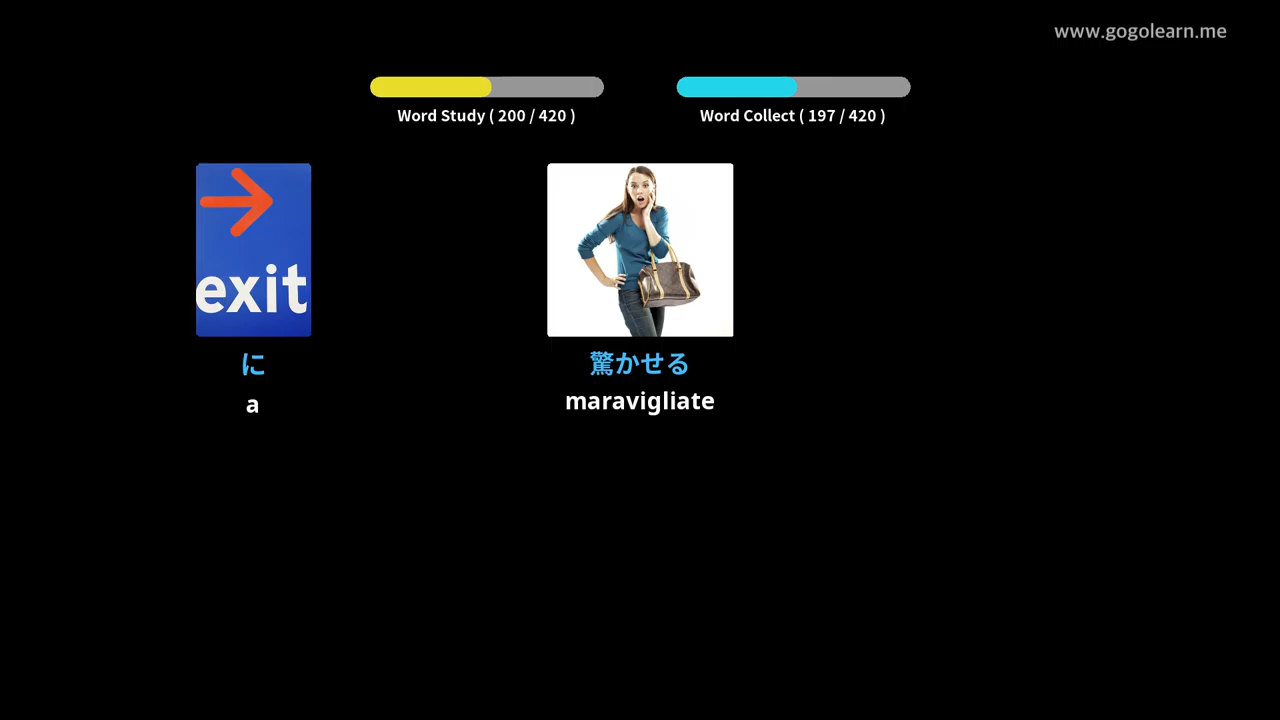 www.gogolearn.me
Word Study ( 200 / 420 )
Word Collect ( 197 / 420 )
exit
に
a
驚かせる
maravigliate